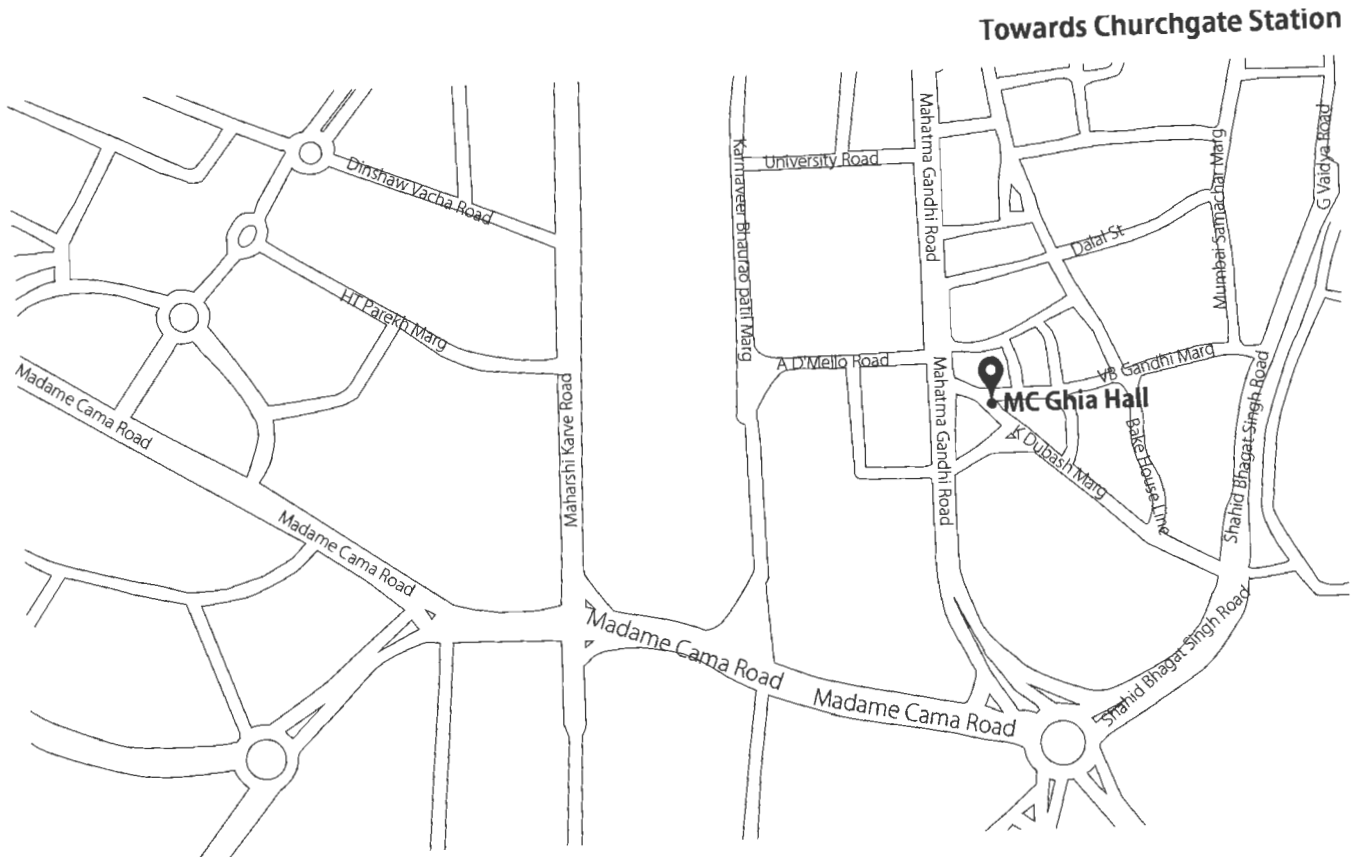 Towards Churchgate Station
Mahatma Gandhi Road
G Vaidya Road
Mumbai Samachar Marg
Karmaveer Bhaurao patil Marg
University Road
Dinshaw Vacha Road
Dalal St
HT Parekh Marg
A D'Mello Road
VB Gandhi Marg
Madame Cama Road
Maharshi Karve Road
Mahatma Gandhi Road
MC Ghia Hall
Shahid Bhagat Singh Road
K Dubash Marg
Bake House Line
Madame Cama Road
Madame Cama Road
Shahid Bhagat Singh Road
Madame Cama Road